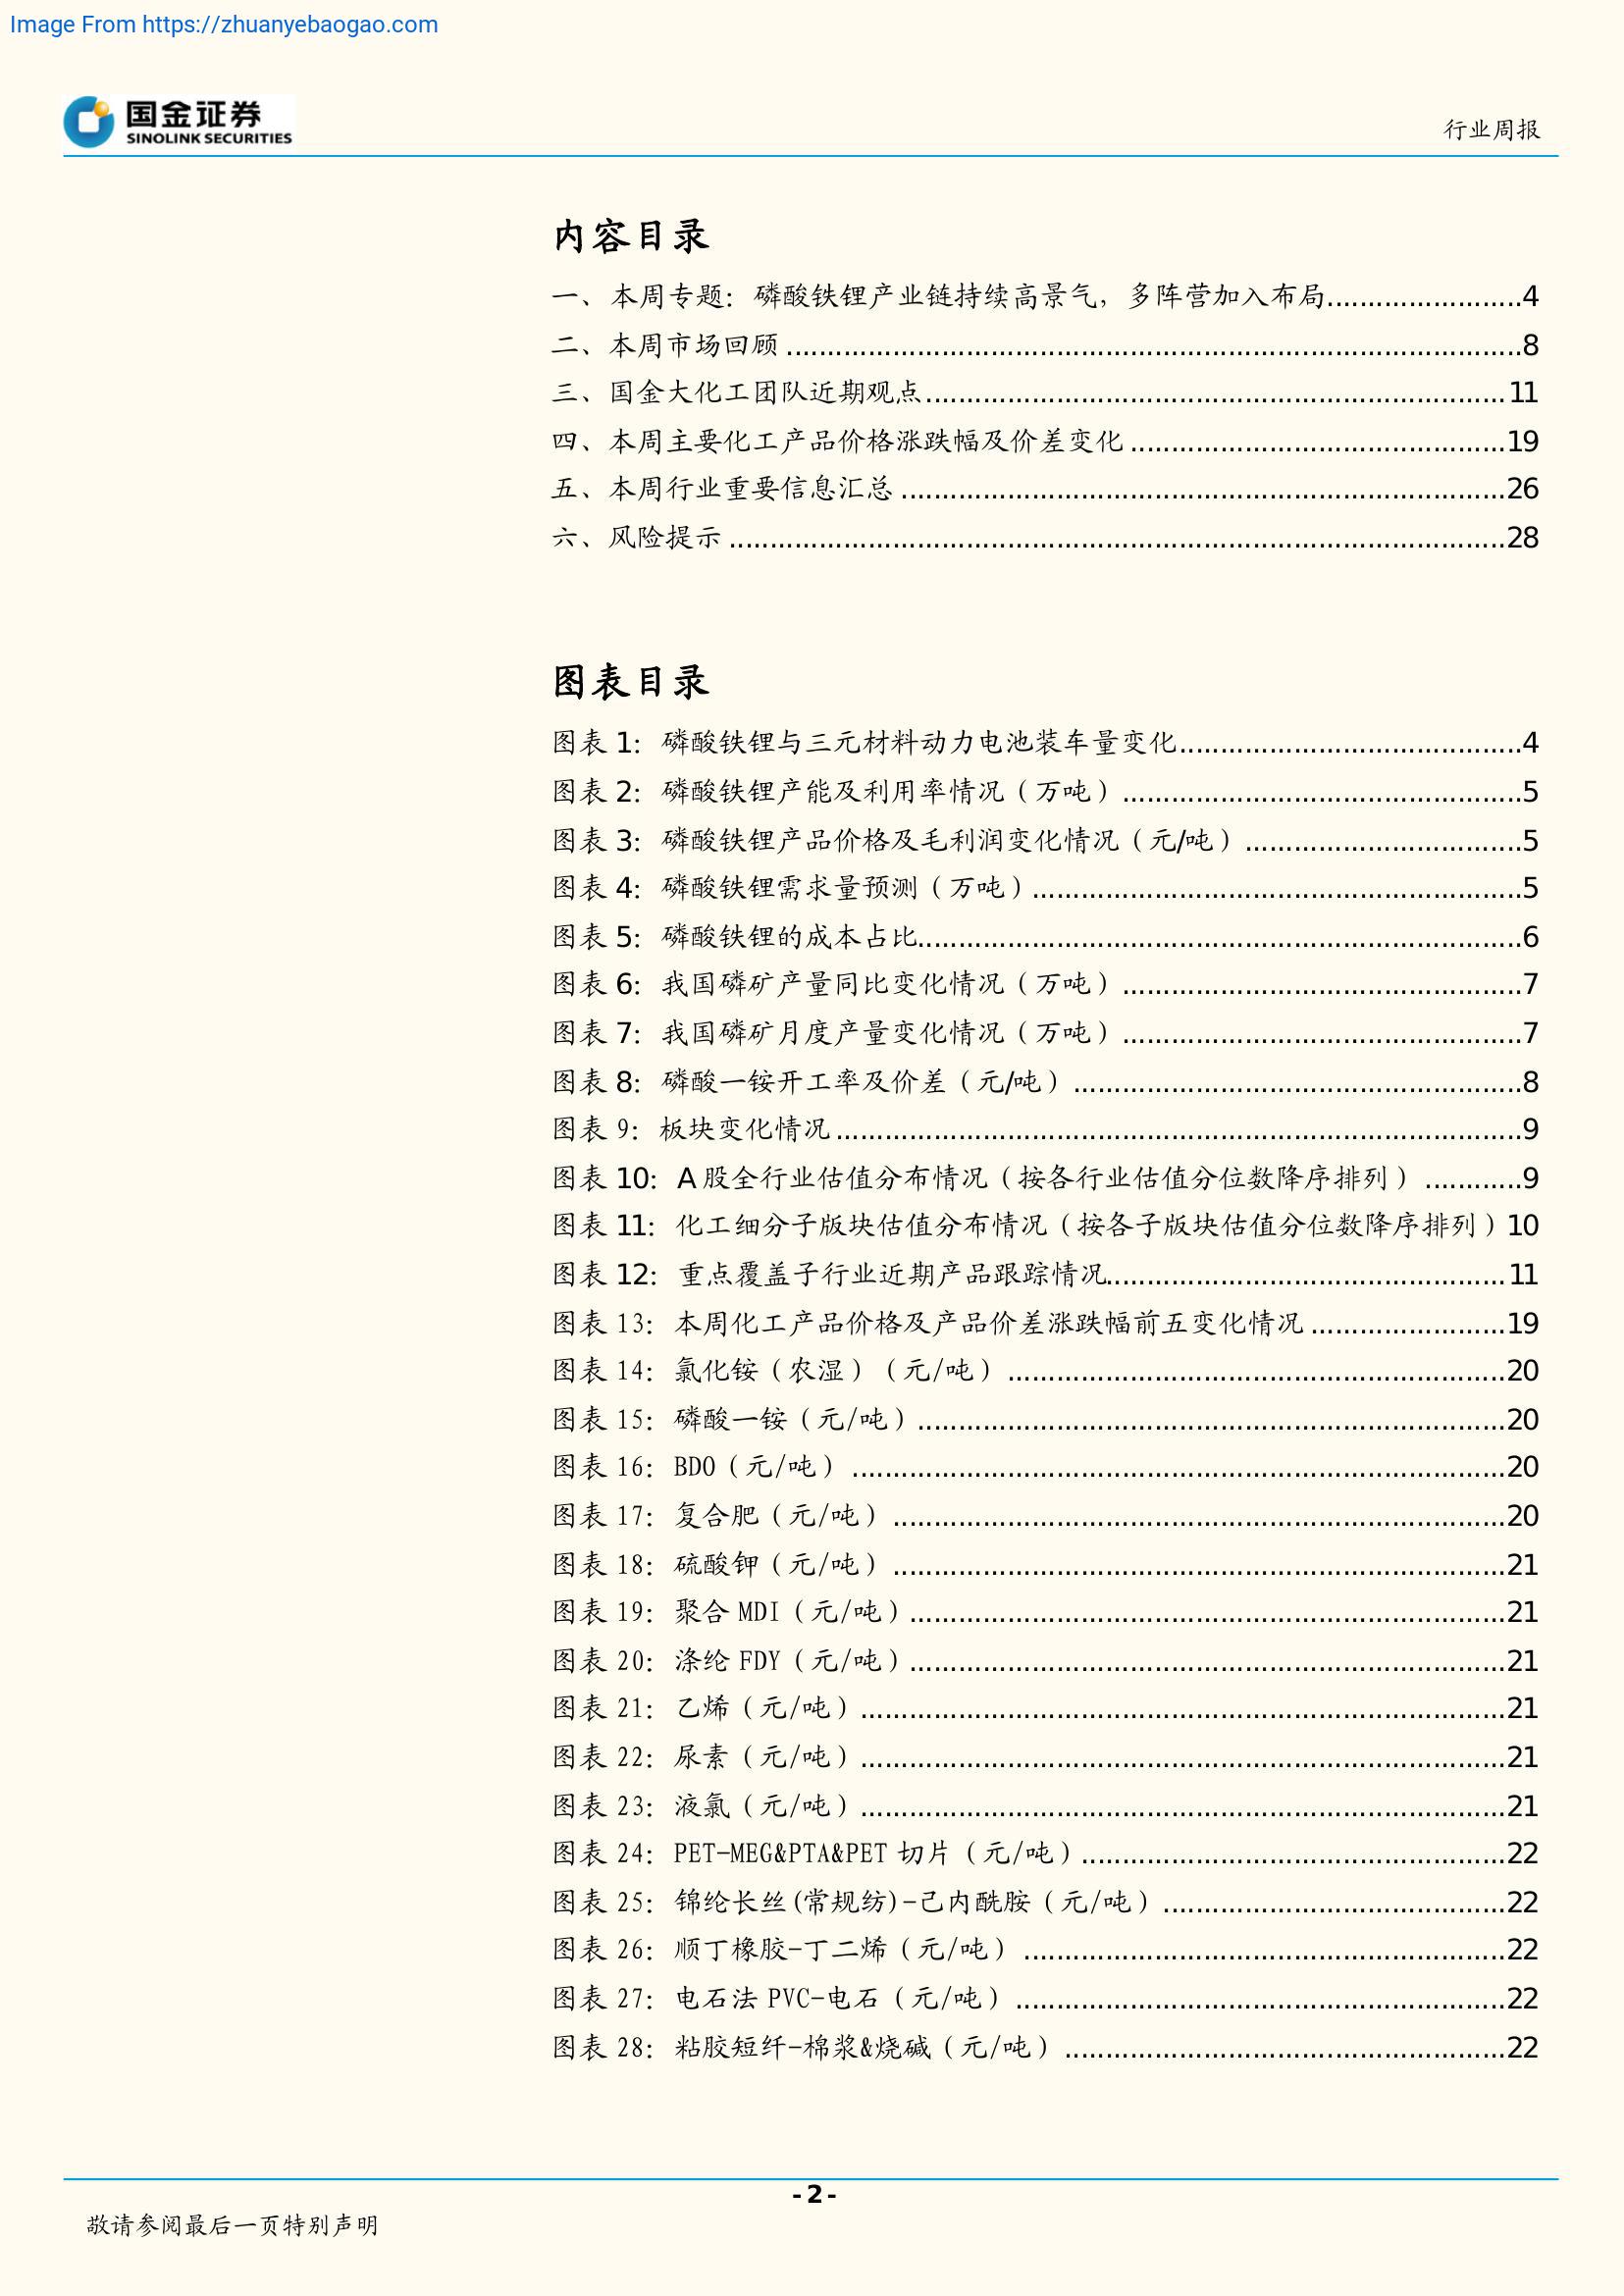 Image From https://zhuanyebaogao.com
国金证券
SINOLINK SECURITIES
行业周报
内容目录
一、本周专题：磷酸铁锂产业链持续高景气，多阵营加入布局........................4
二、本周市场回顾..........................................................................................8
三、国金大化工团队近期观点.......................................................................11
四、本周主要化工产品价格涨跌幅及价差变化..............................................19
五、本周行业重要信息汇总..........................................................................26
六、风险提示...............................................................................................28
图表目录
图表 1：磷酸铁锂与三元材料动力电池装车量变化..........................................4
图表 2：磷酸铁锂产能及利用率情况（万吨）.................................................5
图表 3：磷酸铁锂产品价格及毛利润变化情况（元/吨）..................................5
图表 4：磷酸铁锂需求量预测（万吨）............................................................5
图表 5：磷酸铁锂的成本占比..........................................................................6
图表 6：我国磷矿产量同比变化情况（万吨）.................................................7
图表 7：我国磷矿月度产量变化情况（万吨）.................................................7
图表 8：磷酸一铵开工率及价差（元/吨）.......................................................8
图表 9：板块变化情况....................................................................................9
图表 10：A 股全行业估值分布情况（按各行业估值分位数降序排列）............9
图表 11：化工细分子版块估值分布情况（按各子版块估值分位数降序排列）10
图表 12：重点覆盖子行业近期产品跟踪情况.................................................11
图表 13：本周化工产品价格及产品价差涨跌幅前五变化情况........................19
图表 14：氯化铵（农湿）（元/吨）.............................................................20
图表 15：磷酸一铵（元/吨）........................................................................20
图表 16：BDO（元/吨）................................................................................20
图表 17：复合肥（元/吨）...........................................................................20
图表 18：硫酸钾（元/吨）...........................................................................21
图表 19：聚合 MDI（元/吨）.........................................................................21
图表 20：涤纶 FDY（元/吨）.........................................................................21
图表 21：乙烯（元/吨）...............................................................................21
图表 22：尿素（元/吨）...............................................................................21
图表 23：液氯（元/吨）...............................................................................21
图表 24：PET-MEG&PTA&PET 切片（元/吨）....................................................22
图表 25：锦纶长丝(常规纺)-己内酰胺（元/吨）..........................................22
图表 26：顺丁橡胶-丁二烯（元/吨）...........................................................22
图表 27：电石法 PVC-电石（元/吨）............................................................22
图表 28：粘胶短纤-棉浆&烧碱（元/吨）......................................................22
- 2 -
敬请参阅最后一页特别声明